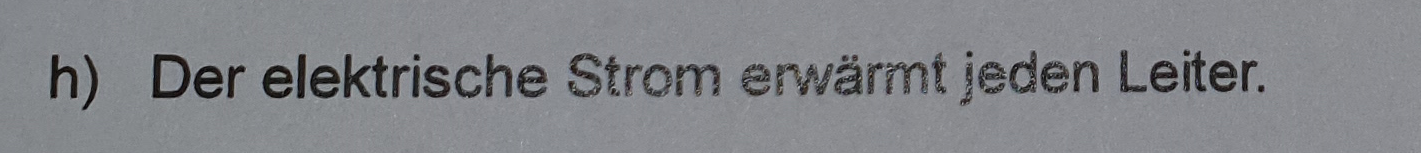 h) Der elektrische Strom erwärmt jeden Leiter.